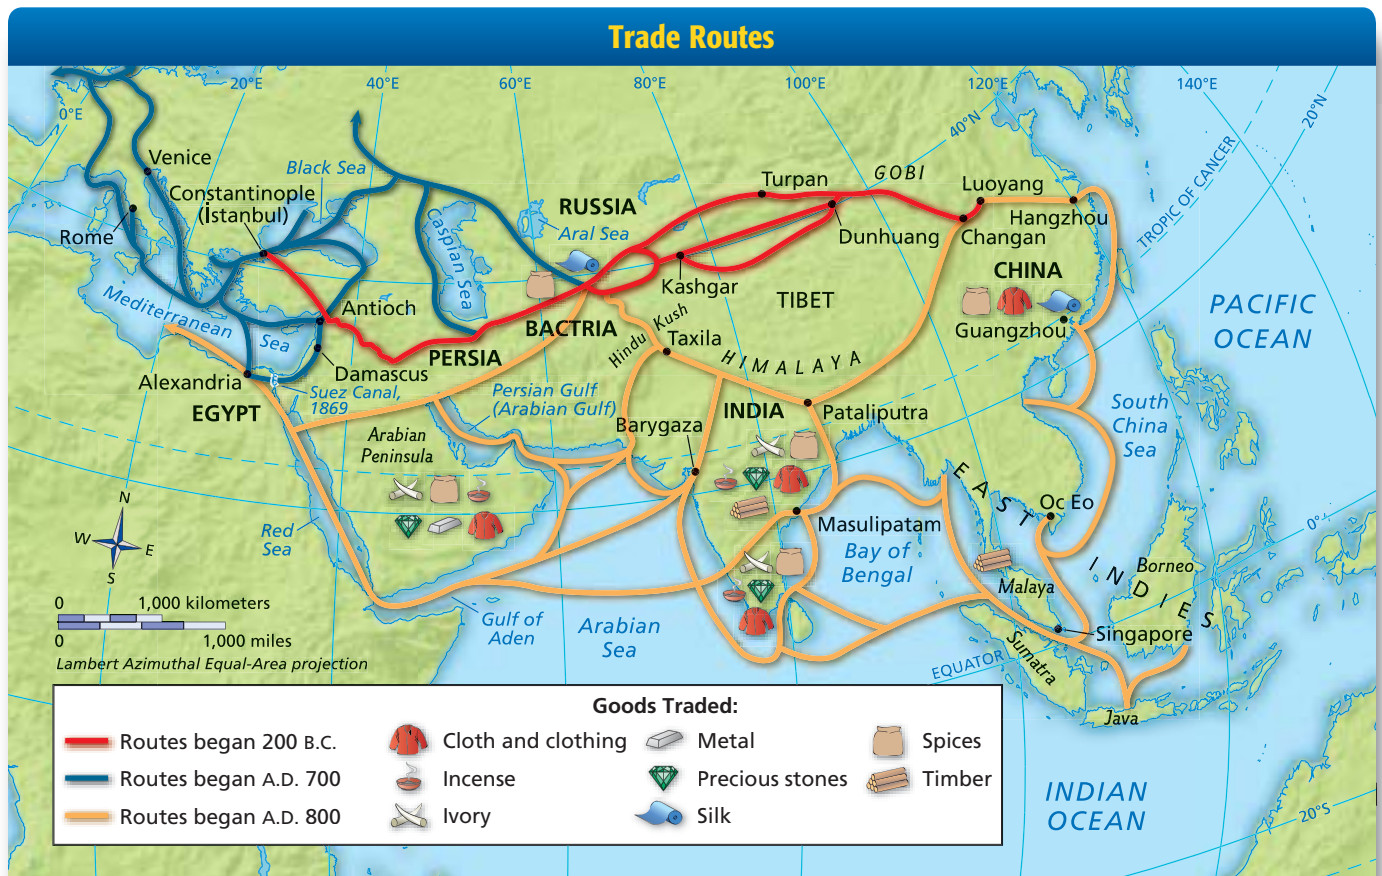 Trade Routes
0°E
20°E
40°E
60°E
80°E
100°E
120°E
140°E
40°N
20°N
TROPIC OF CANCER
Venice
Black Sea
Constantinople
(İstanbul)
Rome
RUSSIA
Aral Sea
Caspian Sea
Turpan
GOBI
Luoyang
Hangzhou
Dunhuang
Changan
CHINA
Kashgar
TIBET
Guangzhou
PACIFIC
OCEAN
Mediterranean
Sea
Antioch
BACTRIA
Hindu Kush
Taxila
HIMALAYA
PERSIA
Damascus
Alexandria
Suez Canal,
1869
EGYPT
Persian Gulf
(Arabian Gulf)
INDIA
Pataliputra
Barygaza
South
China
Sea
Arabian
Peninsula
EAST INDIES
Oc Eo
Masulipatam
Bay of
Bengal
N
W
E
S
Red
Sea
0°
Borneo
Malaya
0
1,000 kilometers
0
1,000 miles
Lambert Azimuthal Equal-Area projection
Gulf of
Aden
Arabian
Sea
Singapore
EQUATOR
Sumatra
Java
Goods Traded:
Routes began 200 B.C.
Cloth and clothing
Metal
Spices
Routes began A.D. 700
Incense
Precious stones
Timber
Routes began A.D. 800
Ivory
Silk
INDIAN
OCEAN
20°S